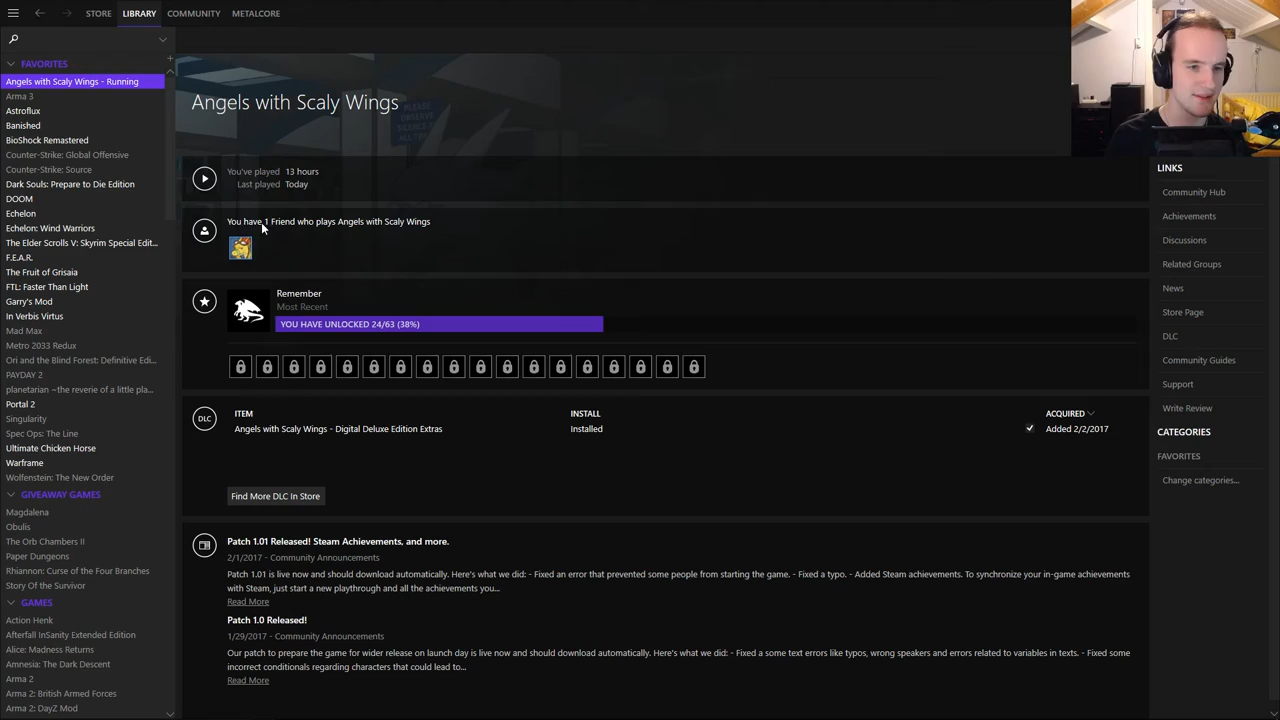 STORE LIBRARY COMMUNITY METALCORE
FAVORITES
Angels with Scaly Wings - Running
Arma 3
Astroflux
Banished
BioShock Remastered
Counter-Strike: Global Offensive
Counter-Strike: Source
Dark Souls: Prepare to Die Edition
DOOM
Echelon
Echelon: Wind Warriors
The Elder Scrolls V: Skyrim Special Edit...
F.E.A.R.
The Fruit of Grisaia
FTL: Faster Than Light
Garry's Mod
In Verbis Virtus
Mad Max
Metro 2033 Redux
Ori and the Blind Forest: Definitive Edi...
PAYDAY 2
planetarian ~the reverie of a little pla...
Portal 2
Singularity
Spec Ops: The Line
Ultimate Chicken Horse
Warframe
Wolfenstein: The New Order
GIVEAWAY GAMES
Magdalena
Obulis
The Orb Chambers II
Paper Dungeons
Rhiannon: Curse of the Four Branches
Story Of the Survivor
GAMES
Action Henk
Afterfall InSanity Extended Edition
Alice: Madness Returns
Amnesia: The Dark Descent
Arma 2
Arma 2: British Armed Forces
Arma 2: DayZ Mod
PLEASE
OBSERVE
SILENCE
Angels with Scaly Wings
You've played 13 hours
Last played Today
You have 1 Friend who plays Angels with Scaly Wings
Remember
Most Recent
YOU HAVE UNLOCKED 24/63 (38%)
DLC
ITEM INSTALL ACQUIRED
Angels with Scaly Wings - Digital Deluxe Edition Extras Installed Added 2/2/2017
Find More DLC In Store
Patch 1.01 Released! Steam Achievements, and more.
2/1/2017 - Community Announcements
Patch 1.01 is live now and should download automatically. Here's what we did: - Fixed an error that prevented some people from starting the game. - Fixed a typo. - Added Steam achievements. To synchronize your in-game achievements
with Steam, just start a new playthrough and all the achievements you...
Read More
Patch 1.0 Released!
1/29/2017 - Community Announcements
Our patch to prepare the game for wider release on launch day is live now and should download automatically. Here's what we did: - Fixed a some text errors like typos, wrong speakers and errors related to variables in texts. - Fixed some
incorrect conditionals regarding characters that could lead to...
Read More
LINKS
Community Hub
Achievements
Discussions
Related Groups
News
Store Page
DLC
Community Guides
Support
Write Review
CATEGORIES
FAVORITES
Change categories...